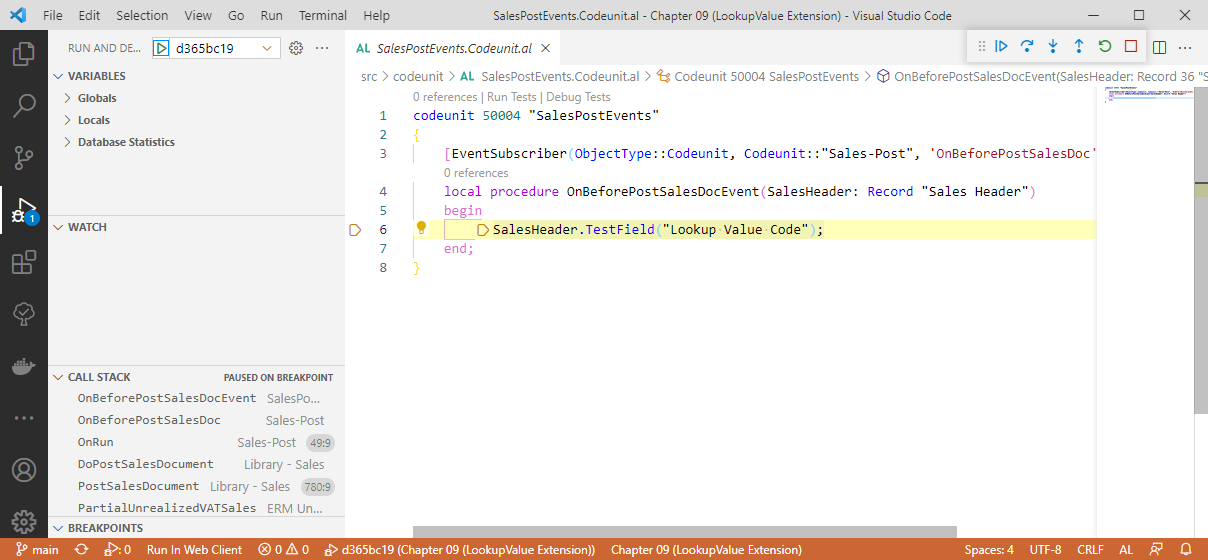 File Edit Selection View Go Run Terminal Help SalesPostEvents.Codeunit.al - Chapter 09 (LookupValue Extension) - Visual Studio Code
RUN AND DE... d365bc19
VARIABLES
Globals
Locals
Database Statistics
WATCH
CALL STACK PAUSED ON BREAKPOINT
OnBeforePostSalesDocEvent SalesPo...
OnBeforePostSalesDoc Sales-Post
OnRun Sales-Post 49:9
DoPostSalesDocument Library - Sales
PostSalesDocument Library - Sales 780:9
PartialUnrealizedVATSales ERM Un...
BREAKPOINTS
1
AL SalesPostEvents.Codeunit.al
src > codeunit > AL SalesPostEvents.Codeunit.al > Codeunit 50004 SalesPostEvents > OnBeforePostSalesDocEvent(SalesHeader: Record 36 "S
0 references | Run Tests | Debug Tests
1 codeunit 50004 "SalesPostEvents"
2 {
3 [EventSubscriber(ObjectType::Codeunit, Codeunit::"Sales-Post", 'OnBeforePostSalesDoc'
0 references
4 local procedure OnBeforePostSalesDocEvent(SalesHeader: Record "Sales Header")
5 begin
6 SalesHeader.TestField("Lookup·Value·Code");
7 end;
8 }
main 0 Run In Web Client 0 0 d365bc19 (Chapter 09 (LookupValue Extension)) Chapter 09 (LookupValue Extension) Spaces: 4 UTF-8 CRLF AL